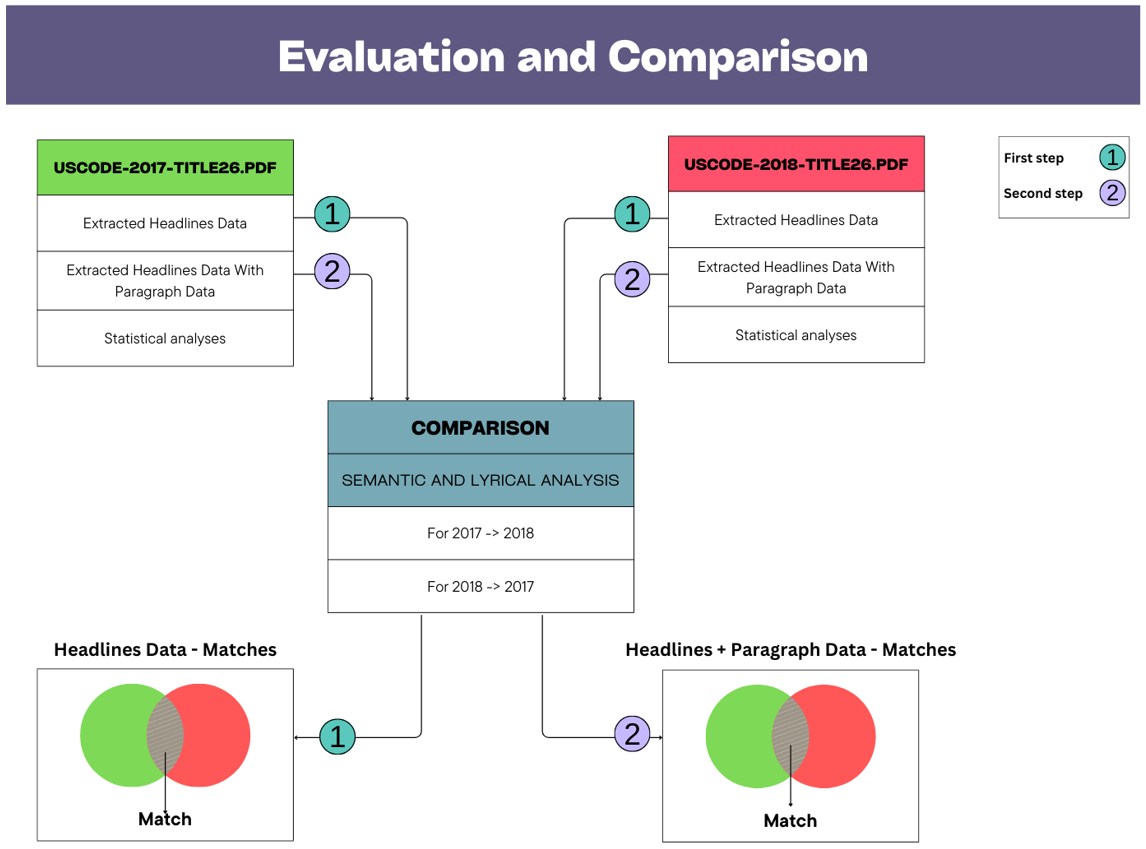 Evaluation and Comparison
USCODE-2017-TITLE26.PDF
Extracted Headlines Data
Extracted Headlines Data With
Paragraph Data
Statistical analyses
1
2
USCODE-2018-TITLE26.PDF
Extracted Headlines Data
Extracted Headlines Data With
Paragraph Data
Statistical analyses
1
2
First step 1
Second step 2
COMPARISON
SEMANTIC AND LYRICAL ANALYSIS
For 2017 -> 2018
For 2018 -> 2017
Headlines Data - Matches
Match
1
Headlines + Paragraph Data - Matches
2
Match